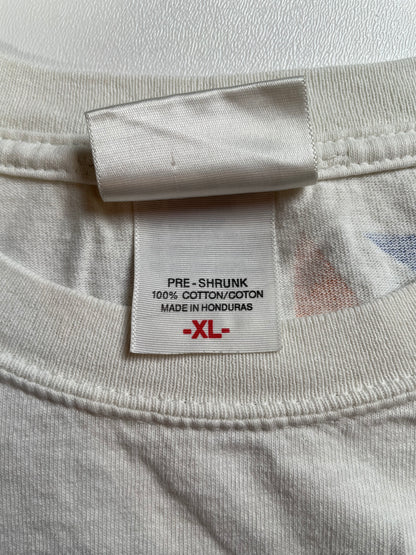 PRE-SHRUNK
100% COTTON/COTON
MADE IN HONDURAS
-XL-